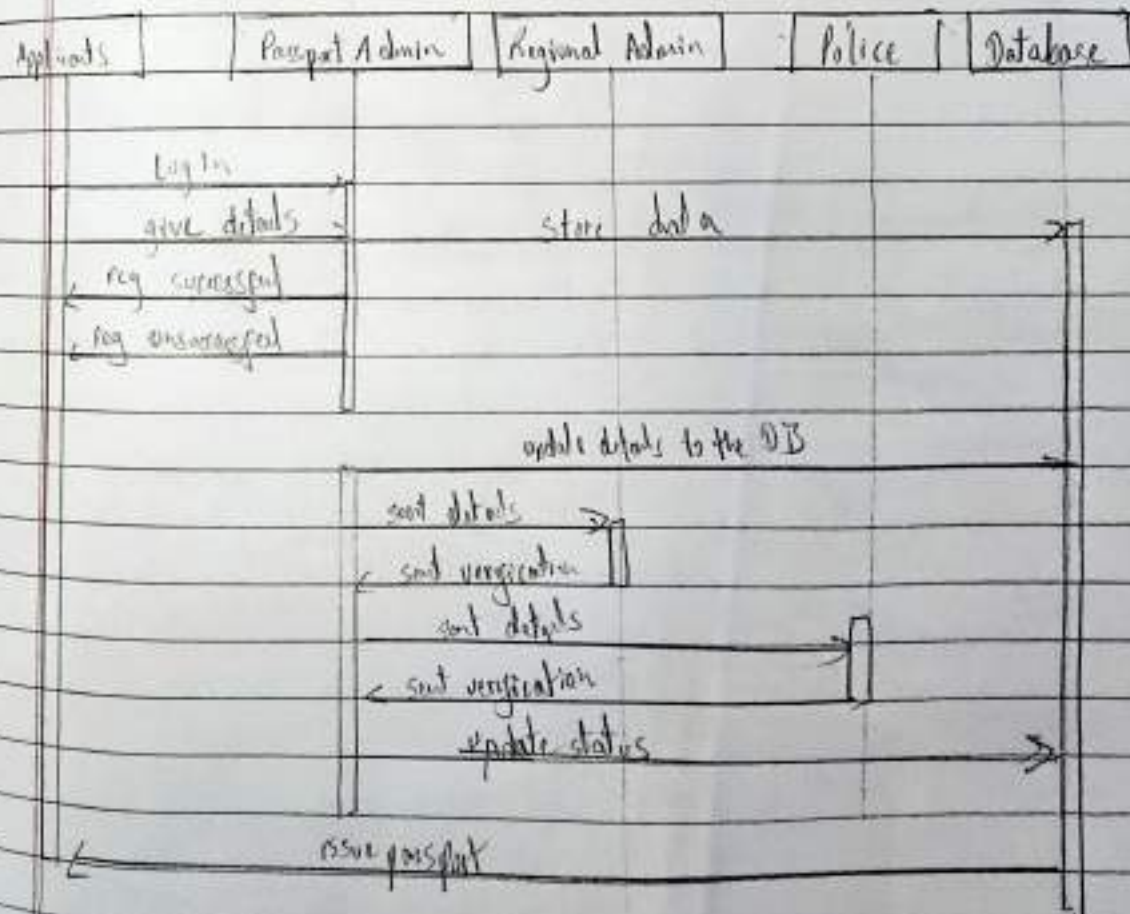 Applicants Passport Admin Regional Admin Police Database
Log In
give details store data
reg successful
reg unsuccessful
update details to the DB
sent details
sent verification
sent details
sent verification
update status
issue passport